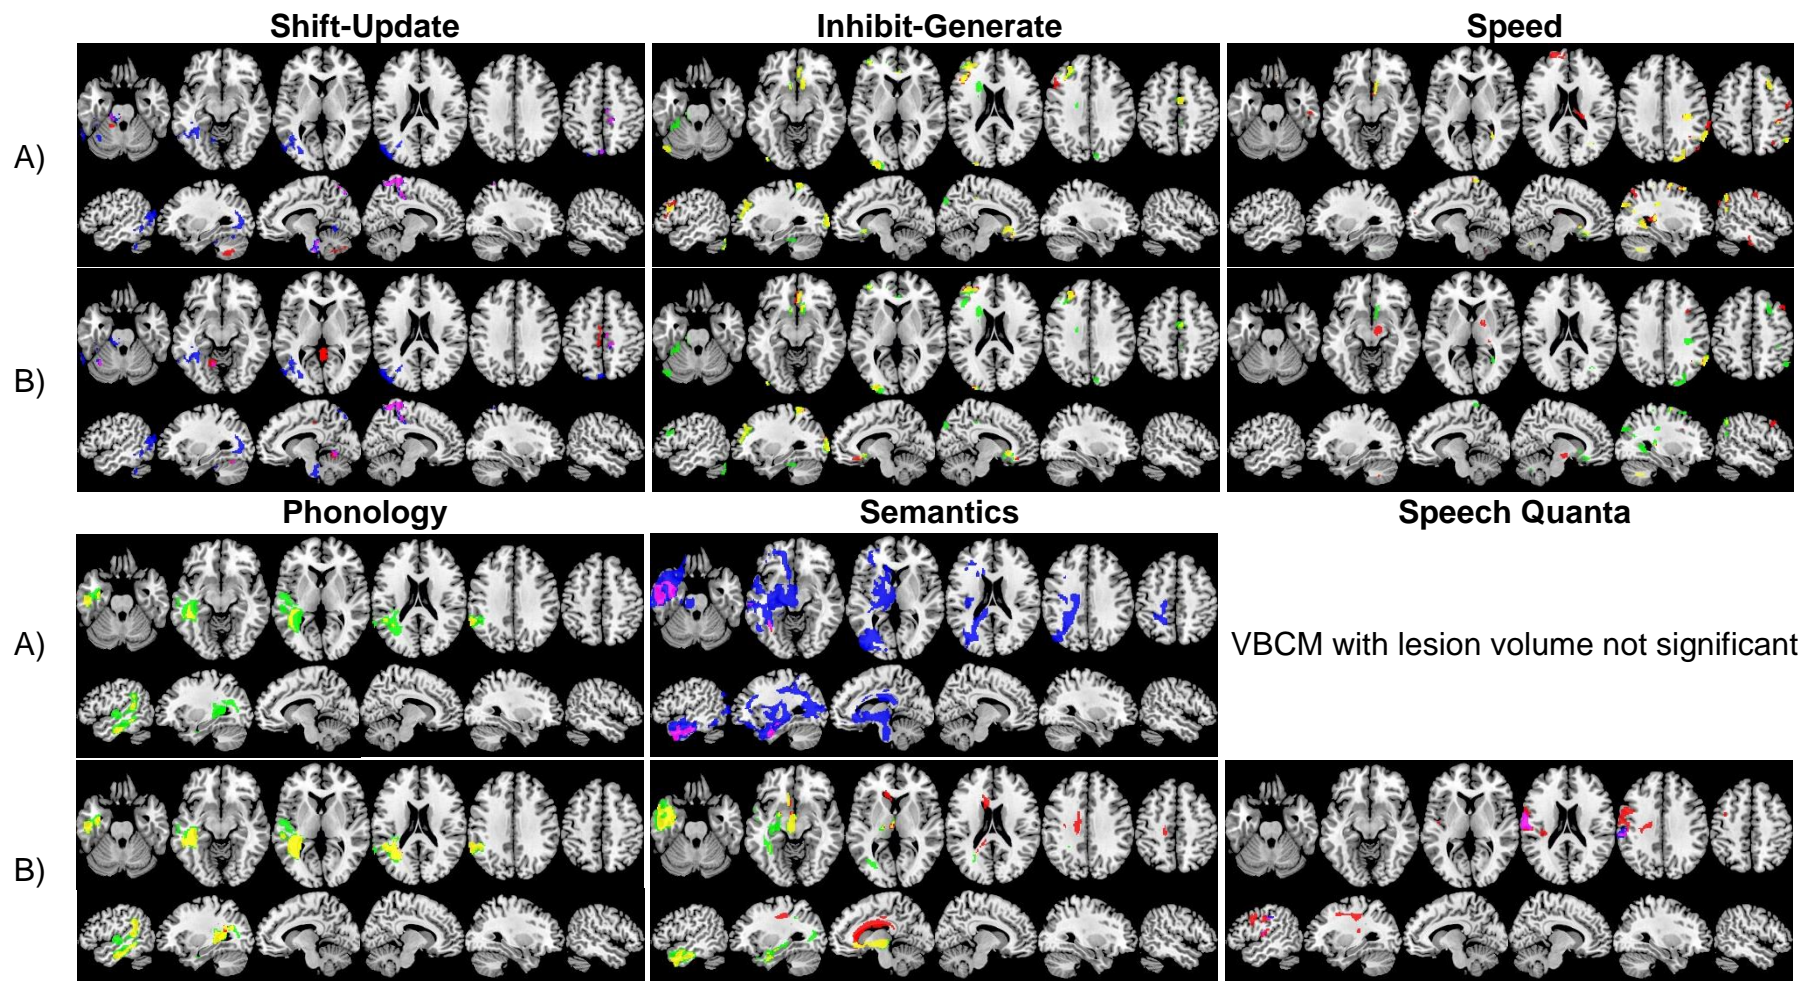 Shift-Update
Inhibit-Generate
Speed
A)
B)
Phonology
Semantics
Speech Quanta
A)
VBCM with lesion volume not significant
B)